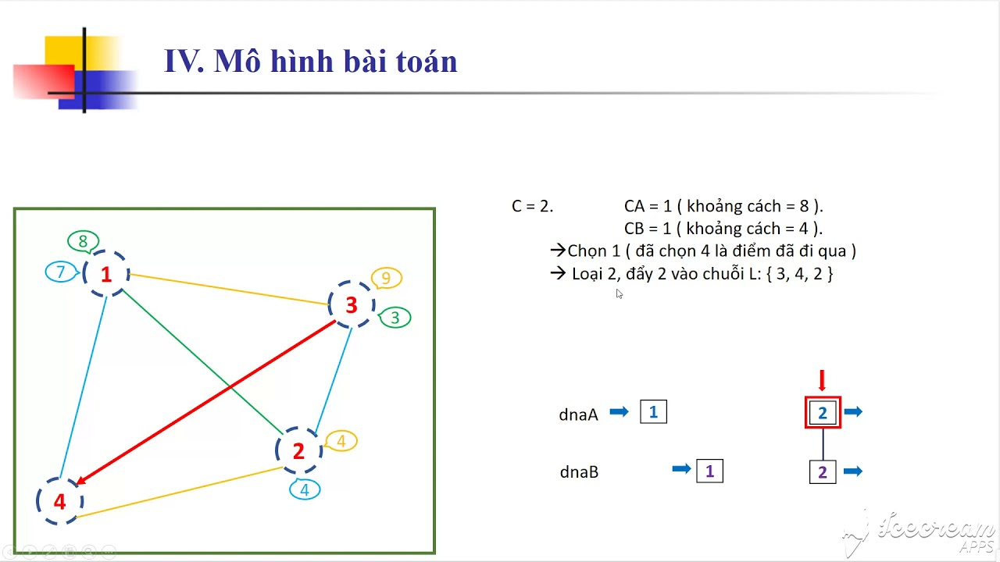 IV. Mô hình bài toán
C = 2. CA = 1 ( khoảng cách = 8 ).
CB = 1 ( khoảng cách = 4 ).
→Chọn 1 ( đã chọn 4 là điểm đã đi qua )
→ Loại 2, đẩy 2 vào chuỗi L: { 3, 4, 2 }
8
7
1
9
3
3
2
4
4
4
dnaA
1
2
dnaB
1
2
Icecream
APPS